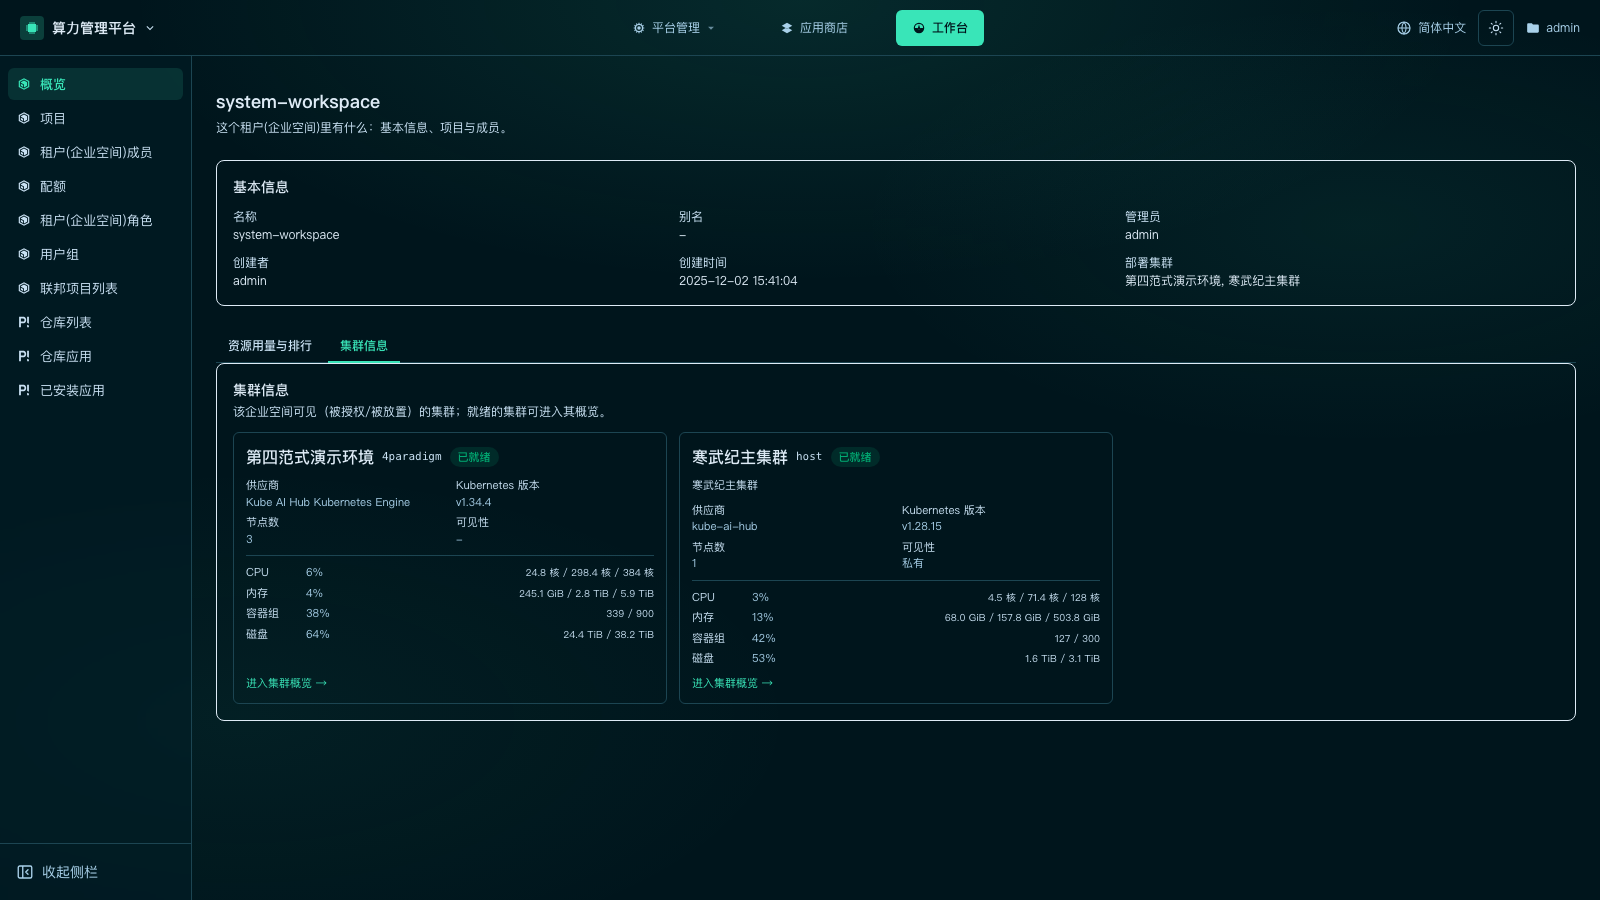 算力管理平台
平台管理
应用商店
工作台
简体中文
admin
概览
项目
租户(企业空间)成员
配额
租户(企业空间)角色
用户组
联邦项目列表
P! 仓库列表
P! 仓库应用
P! 已安装应用
收起侧栏
system-workspace
这个租户(企业空间)里有什么：基本信息、项目与成员。
基本信息
名称 别名 管理员
system-workspace - admin
创建者 创建时间 部署集群
admin 2025-12-02 15:41:04 第四范式演示环境, 寒武纪主集群
资源用量与排行 集群信息
集群信息
该企业空间可见（被授权/被放置）的集群；就绪的集群可进入其概览。
第四范式演示环境 4paradigm 已就绪
供应商 Kubernetes 版本
Kube AI Hub Kubernetes Engine v1.34.4
节点数 可见性
3 -
CPU 6% 24.8 核 / 298.4 核 / 384 核
内存 4% 245.1 GiB / 2.8 TiB / 5.9 TiB
容器组 38% 339 / 900
磁盘 64% 24.4 TiB / 38.2 TiB
进入集群概览 →
寒武纪主集群 host 已就绪
寒武纪主集群
供应商 Kubernetes 版本
kube-ai-hub v1.28.15
节点数 可见性
1 私有
CPU 3% 4.5 核 / 71.4 核 / 128 核
内存 13% 68.0 GiB / 157.8 GiB / 503.8 GiB
容器组 42% 127 / 300
磁盘 53% 1.6 TiB / 3.1 TiB
进入集群概览 →